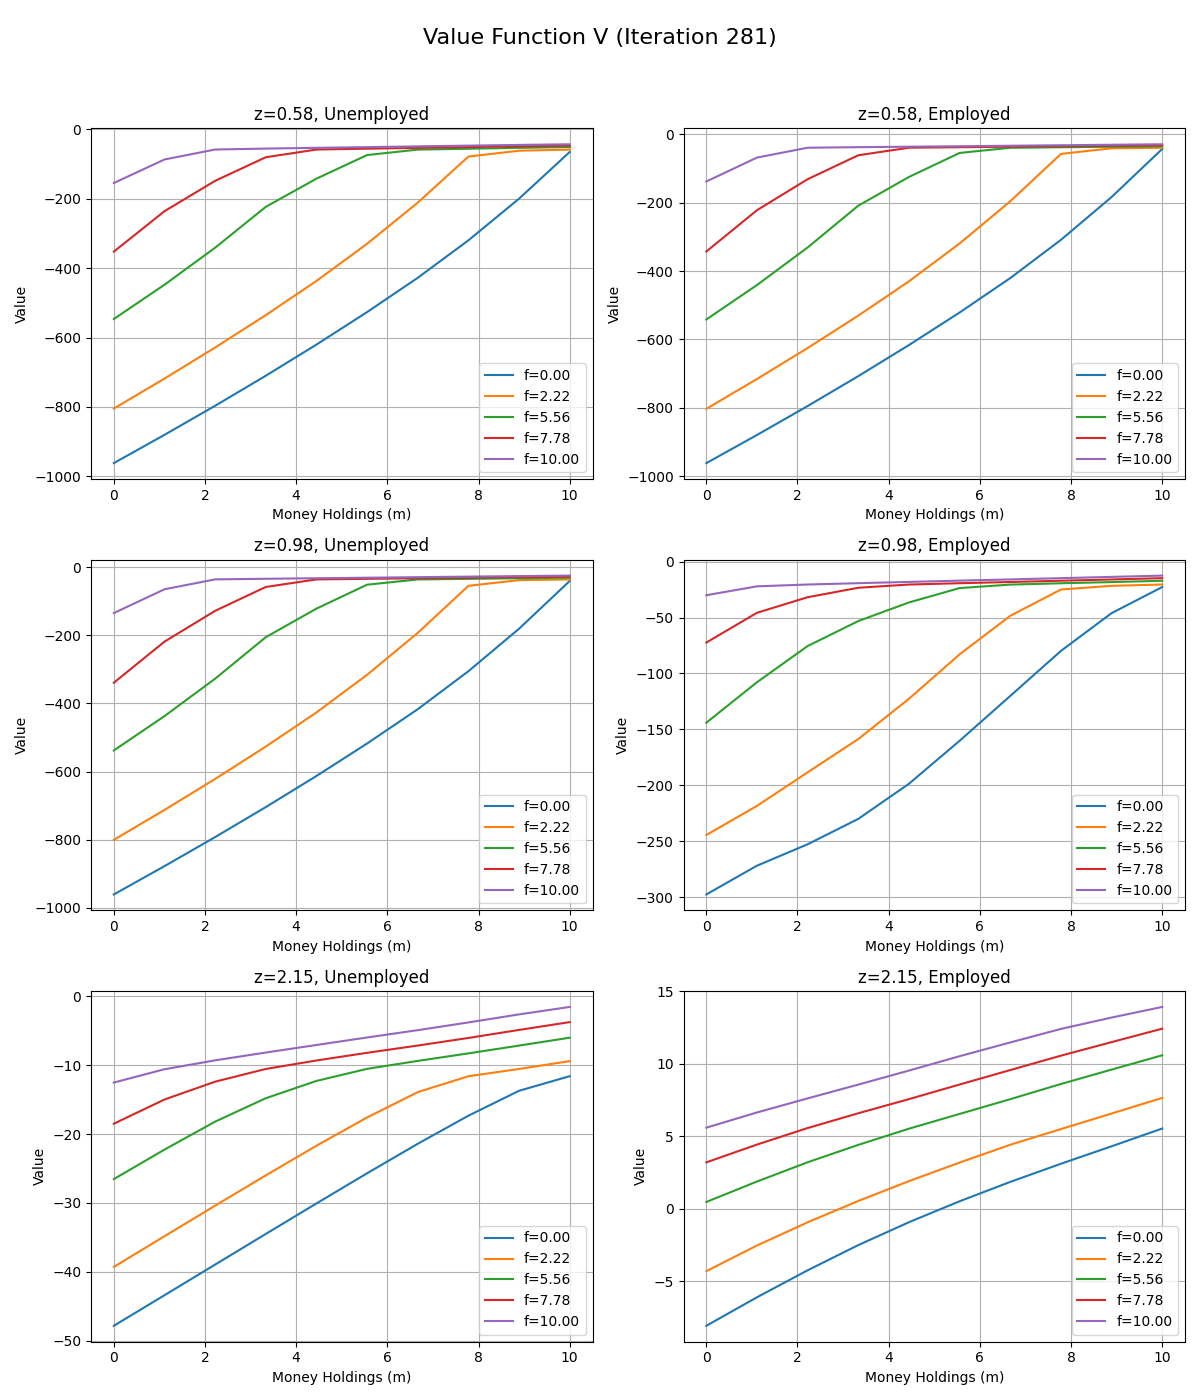 Value Function V (Iteration 281)
z=0.58, Unemployed
0
−200
−400
−600
−800
−1000
Value
0 2 4 6 8 10
Money Holdings (m)
f=0.00
f=2.22
f=5.56
f=7.78
f=10.00
z=0.58, Employed
0
−200
−400
−600
−800
−1000
Value
0 2 4 6 8 10
Money Holdings (m)
f=0.00
f=2.22
f=5.56
f=7.78
f=10.00
z=0.98, Unemployed
0
−200
−400
−600
−800
−1000
Value
0 2 4 6 8 10
Money Holdings (m)
f=0.00
f=2.22
f=5.56
f=7.78
f=10.00
z=0.98, Employed
0
−50
−100
−150
−200
−250
−300
Value
0 2 4 6 8 10
Money Holdings (m)
f=0.00
f=2.22
f=5.56
f=7.78
f=10.00
z=2.15, Unemployed
0
−10
−20
−30
−40
−50
Value
0 2 4 6 8 10
Money Holdings (m)
f=0.00
f=2.22
f=5.56
f=7.78
f=10.00
z=2.15, Employed
15
10
5
0
−5
Value
0 2 4 6 8 10
Money Holdings (m)
f=0.00
f=2.22
f=5.56
f=7.78
f=10.00